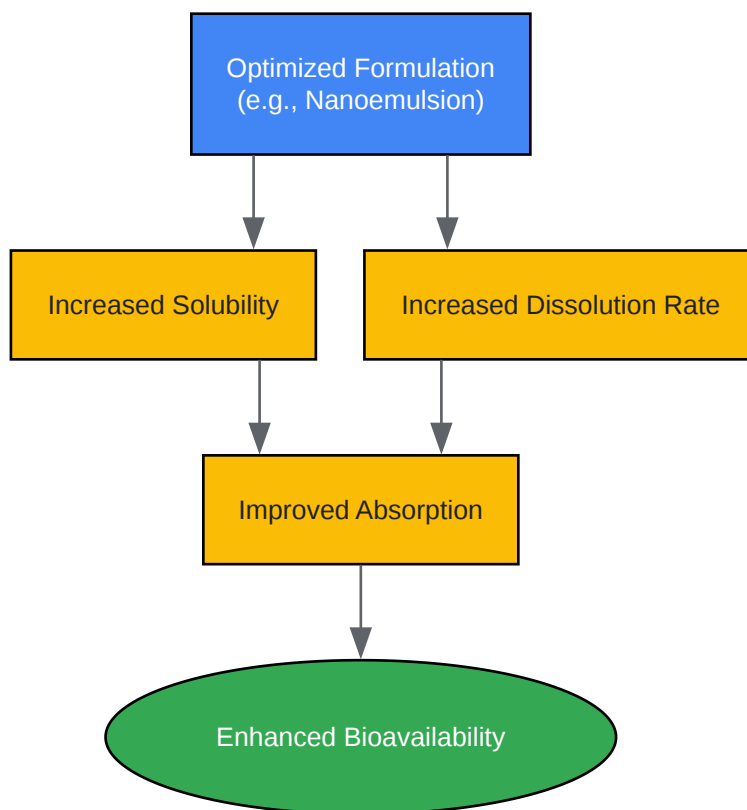 Optimized Formulation
(e.g., Nanoemulsion)
Increased Solubility
Increased Dissolution Rate
Improved Absorption
Enhanced Bioavailability